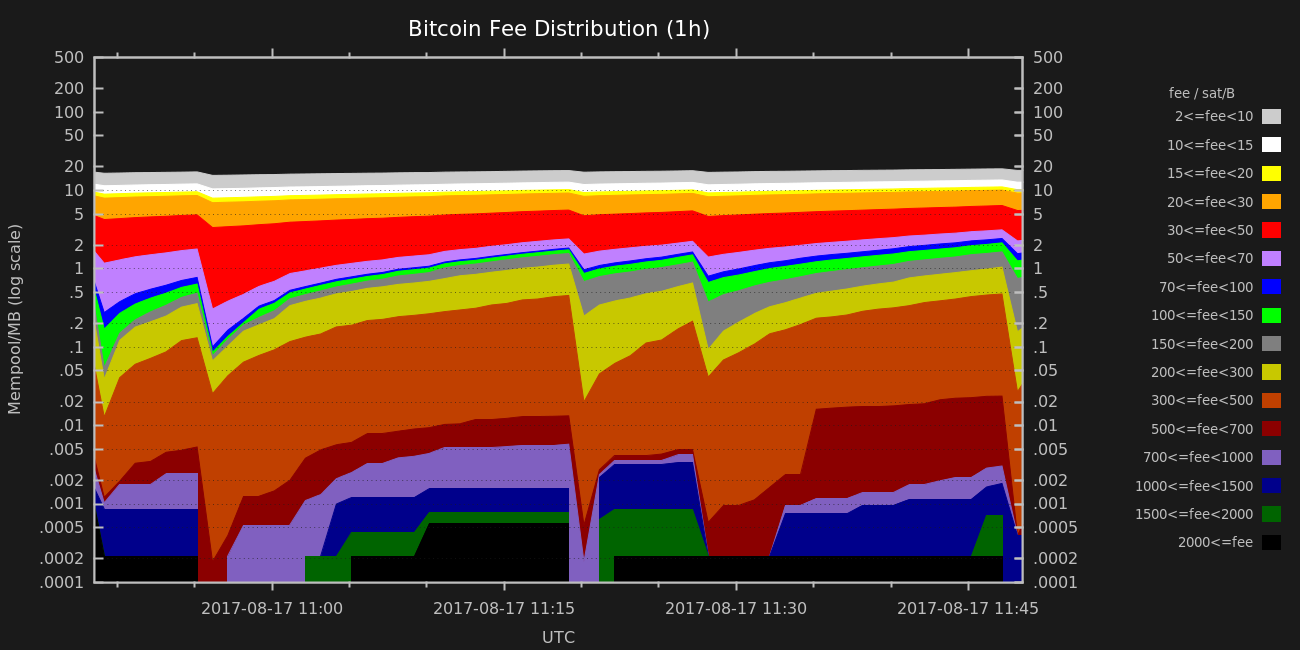 Bitcoin Fee Distribution (1h)
500
200
100
50
20
10
5
2
1
.5
.2
.1
.05
.02
.01
.005
.002
.001
.0005
.0002
.0001
Mempool/MB (log scale)
500
200
100
50
20
10
5
2
1
.5
.2
.1
.05
.02
.01
.005
.002
.001
.0005
.0002
.0001
2017-08-17 11:00
2017-08-17 11:15
2017-08-17 11:30
2017-08-17 11:45
UTC
fee / sat/B
2<=fee<10
10<=fee<15
15<=fee<20
20<=fee<30
30<=fee<50
50<=fee<70
70<=fee<100
100<=fee<150
150<=fee<200
200<=fee<300
300<=fee<500
500<=fee<700
700<=fee<1000
1000<=fee<1500
1500<=fee<2000
2000<=fee